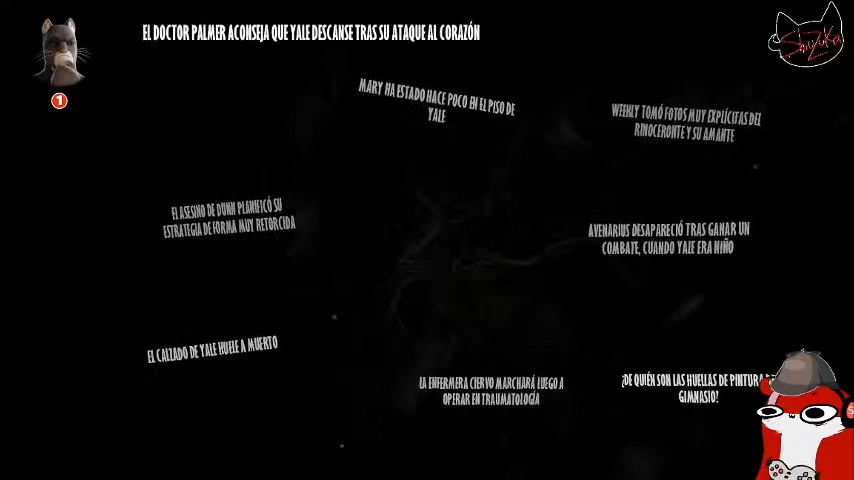 EL DOCTOR PALMER ACONSEJA QUE YALE DESCANSE TRAS SU ATAQUE AL CORAZÓN
Shizuka
1
MARY HA ESTADO HACE POCO EN EL PISO DE
YALE
WEEKLY TOMÓ FOTOS MUY EXPLÍCITAS DEL
RINOCERONTE Y SU AMANTE
EL ASESINO DE DUNN PLANIFICÓ SU
ESTRATEGIA DE FORMA MUY RETORCIDA
AVENARIUS DESAPARECIÓ TRAS GANAR UN
COMBATE, CUANDO YALE ERA NIÑO
EL CALZADO DE YALE HUELE A MUERTO
LA ENFERMERA CIERVO MARCHARÁ LUEGO A
OPERAR EN TRAUMATOLOGÍA
¿DE QUIÉN SON LAS HUELLAS DE PINTURA
GIMNASIO?